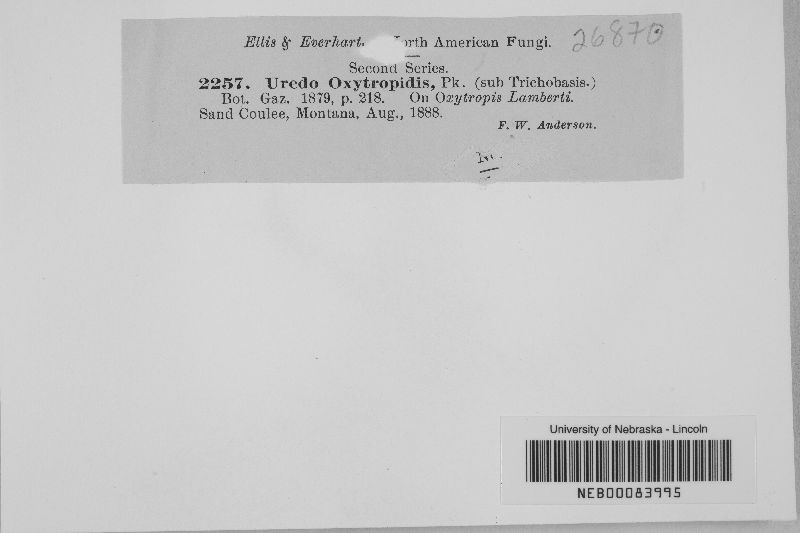 Ellis & Everhart. North American Fungi. 26870
Second Series.
2257. Uredo Oxytropidis, Pk. (sub Trichobasis.)
Bot. Gaz. 1879, p. 218. On Oxytropis Lamberti.
Sand Coulee, Montana, Aug., 1888.
F. W. Anderson.
University of Nebraska - Lincoln
NEB00083995